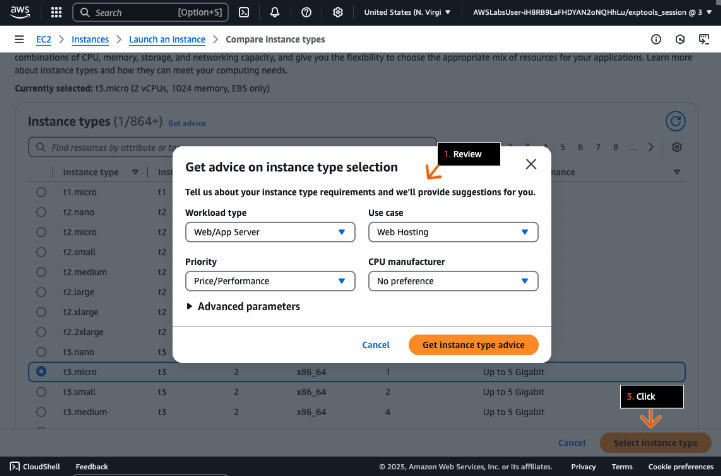 aws
Search
[Option+S]
United States (N. Virgi
AWSLabsUser-iH8RB9LaFHDYAN2oNQHhLu/exptools_session @ 3
EC2
Instances
Launch an instance
Compare instance types
combinations of CPU, memory, storage, and networking capacity, and give you the flexibility to choose the appropriate mix of resources for your applications. Learn more
about instance types and how they can meet your computing needs.
Currently selected: t3.micro (2 vCPUs, 1024 memory, EBS only)
Instance types (1/864+) Get advice
Find resources by attribute or ta
4 5 6 7 8 ...
Instance type
Inst
mance
t1.micro t1
t2.nano t2
t2.micro t2
t2.small t2
t2.medium t2
t2.large t2
t2.xlarge t2
t2.2xlarge t2
t3.nano t3
t3.micro t3 2 x86_64 1 Up to 5 Gigabit
t3.small t3 2 x86_64 2 Up to 5 Gigabit
t3.medium t3 2 x86_64 4 Up to 5 Gigabit
1. Review
Get advice on instance type selection
Tell us about your instance type requirements and we'll provide suggestions for you.
Workload type
Use case
Web/App Server
Web Hosting
Priority
CPU manufacturer
Price/Performance
No preference
Advanced parameters
Cancel
Get instance type advice
3. Click
Cancel
Select instance type
CloudShell
Feedback
© 2025, Amazon Web Services, Inc. or its affiliates.
Privacy
Terms
Cookie preferences